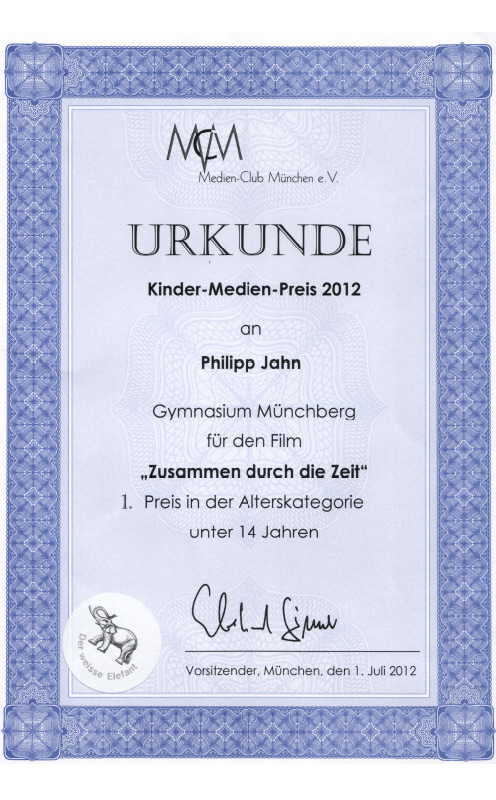 MCM
Medien-Club München e.V.
URKUNDE
Kinder-Medien-Preis 2012
an
Philipp Jahn
Gymnasium Münchberg
für den Film
„Zusammen durch die Zeit“
1. Preis in der Alterskategorie
unter 14 Jahren
Der weisse Elefant
Vorsitzender, München, den 1. Juli 2012